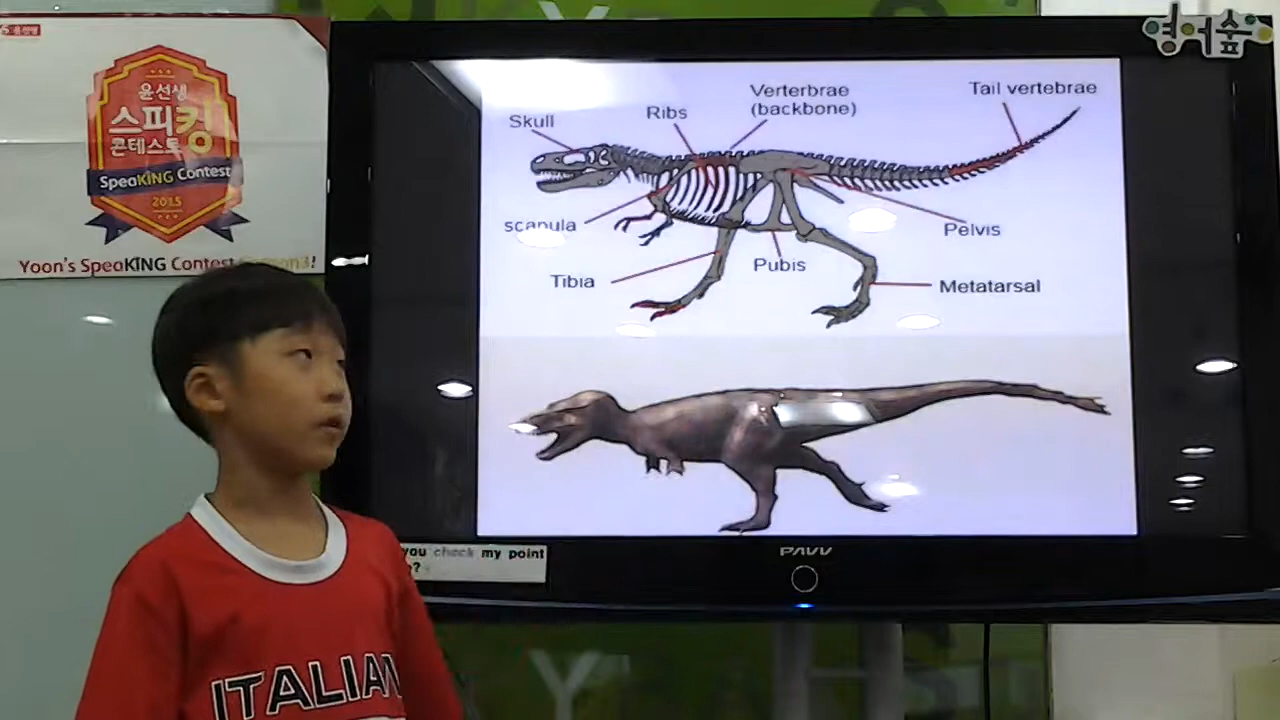 윤선생
스피킹
콘테스트
SpeaKING Contest
2015
Yoon's SpeaKING Contest
영어숲
Verterbrae
(backbone)
Tail vertebrae
Ribs
Skull
scapula
Pelvis
Tibia
Pubis
Metatarsal
you check my point
PAVV
ITALIAN